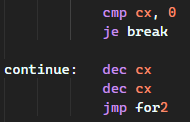 cmp cx, 0
je break
continue: dec cx
dec cx
jmp for2